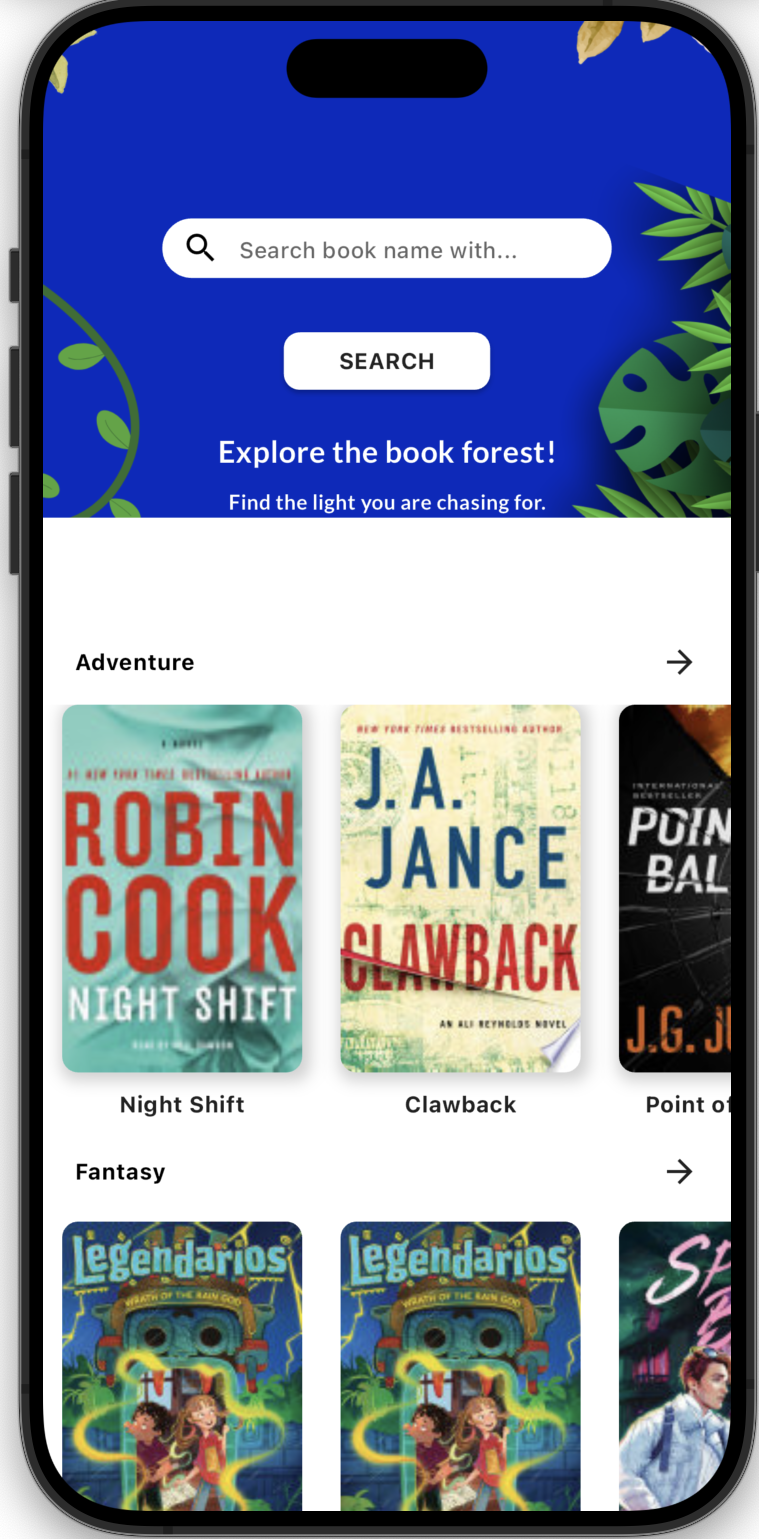 Search book name with...
SEARCH
Explore the book forest!
Find the light you are chasing for.
Adventure
A NOVEL
#1 NEW YORK TIMES BESTSELLING AUTHOR
ROBIN
COOK
NIGHT SHIFT
NEW YORK TIMES BESTSELLING AUTHOR
J.A.
JANCE
CLAWBACK
AN ALI REYNOLDS NOVEL
INTERNATIONAL
BESTSELLER
POIN
BAL
J.G. JU
Night Shift
Clawback
Point of
Fantasy
Legendarios
WRATH OF THE RAIN GOD
Legendarios
WRATH OF THE RAIN GOD
SP
B